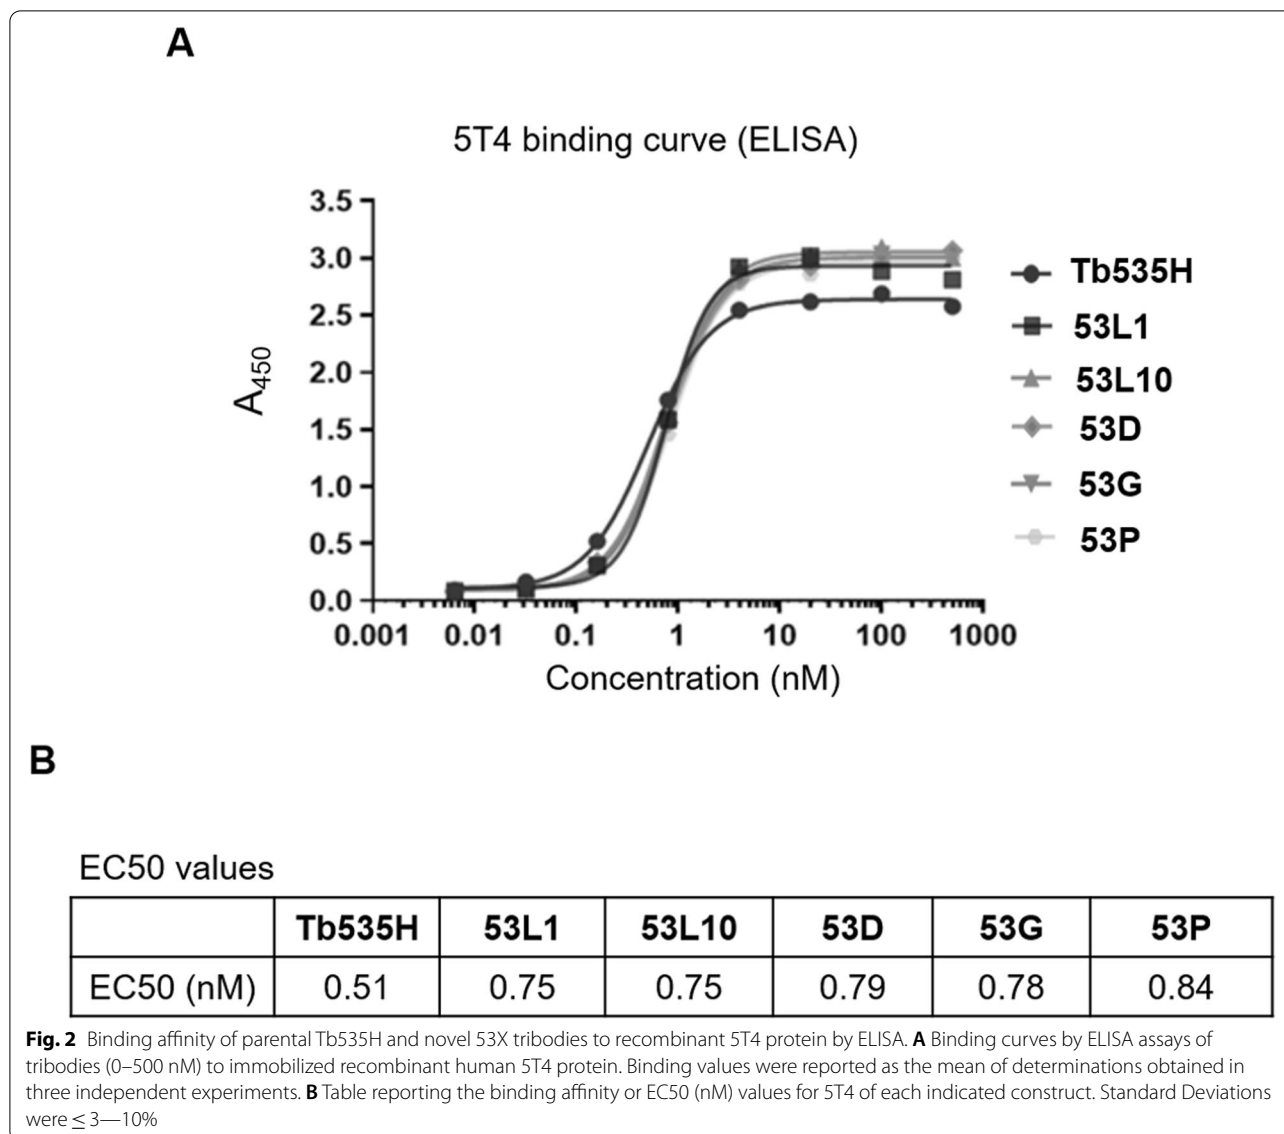 A
5T4 binding curve (ELISA)
3.5
3.0
2.5
2.0
1.5
1.0
0.5
0.0
A450
0.001 0.01 0.1 1 10 100 1000
Concentration (nM)
Tb535H
53L1
53L10
53D
53G
53P
B
EC50 values
Tb535H 53L1 53L10 53D 53G 53P
EC50 (nM) 0.51 0.75 0.75 0.79 0.78 0.84
Fig. 2 Binding affinity of parental Tb535H and novel 53X tribodies to recombinant 5T4 protein by ELISA. A Binding curves by ELISA assays of
tribodies (0–500 nM) to immobilized recombinant human 5T4 protein. Binding values were reported as the mean of determinations obtained in
three independent experiments. B Table reporting the binding affinity or EC50 (nM) values for 5T4 of each indicated construct. Standard Deviations
were ≤ 3—10%